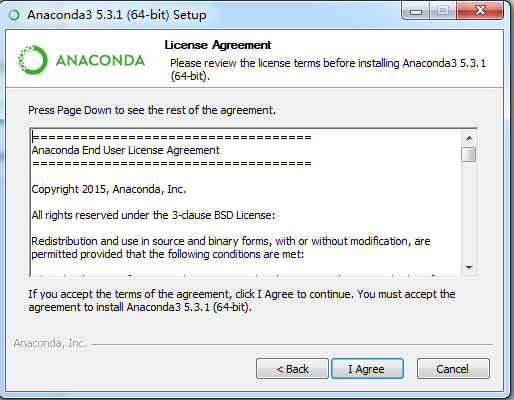 Anaconda3 5.3.1 (64-bit) Setup
ANACONDA
License Agreement
Please review the license terms before installing Anaconda3 5.3.1
(64-bit).
Press Page Down to see the rest of the agreement.
===================================
Anaconda End User License Agreement
===================================
Copyright 2015, Anaconda, Inc.
All rights reserved under the 3-clause BSD License:
Redistribution and use in source and binary forms, with or without modification, are
permitted provided that the following conditions are met:
If you accept the terms of the agreement, click I Agree to continue. You must accept the
agreement to install Anaconda3 5.3.1 (64-bit).
Anaconda, Inc.
< Back
I Agree
Cancel